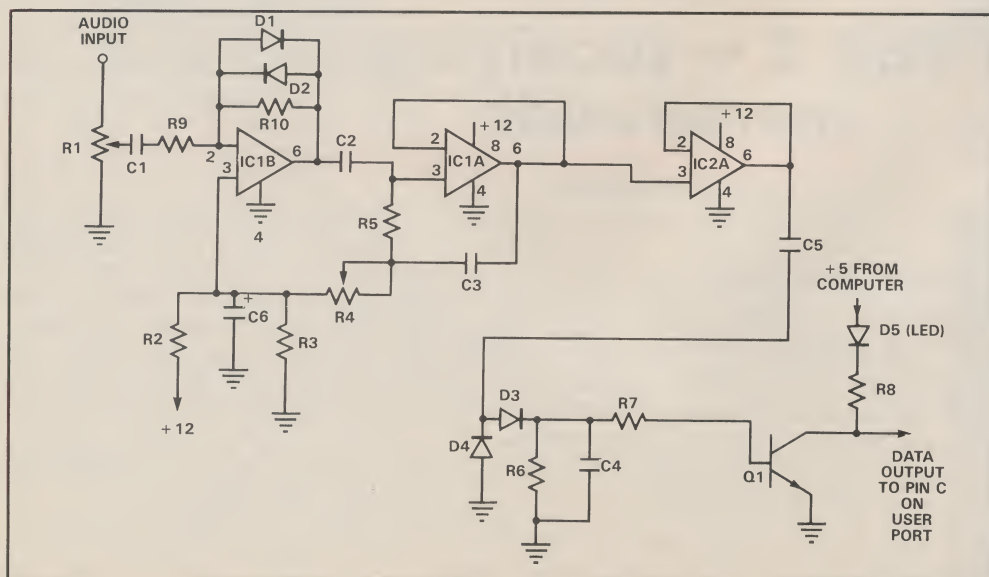 AUDIO
INPUT
D1
D2
R10
R1
C1
R9
2
3
IC1B
6
4
C2
2
3
+ 12
8
IC1A
6
4
R5
C3
2
3
+ 12
8
IC2A
6
4
C5
R2
+
C6
R3
R4
+ 12
+ 5 FROM
COMPUTER
D5 (LED)
R8
D3
D4
R6
C4
R7
Q1
DATA
OUTPUT
TO PIN C
ON
USER
PORT